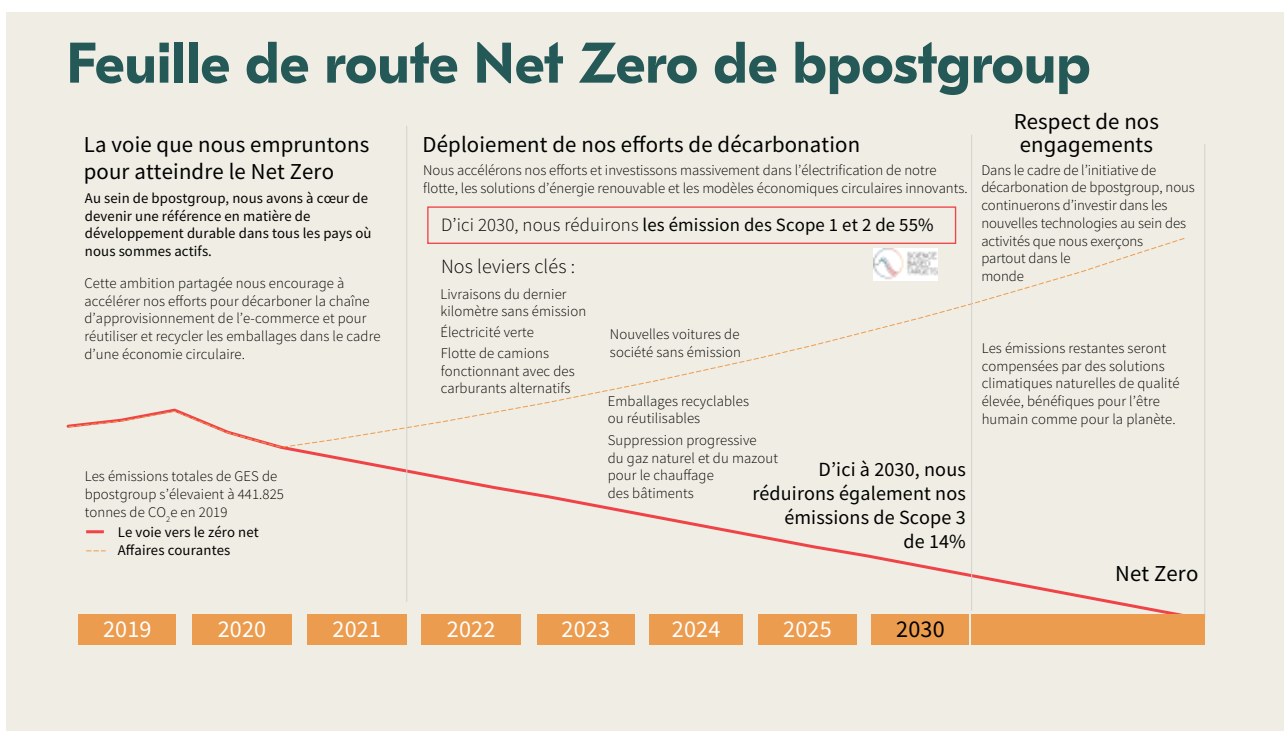 Feuille de route Net Zero de bpostgroup
La voie que nous empruntons
pour atteindre le Net Zero
Au sein de bpostgroup, nous avons à cœur de
devenir une référence en matière de
développement durable dans tous les pays où
nous sommes actifs.
Cette ambition partagée nous encourage à
accélérer nos efforts pour décarboner la chaîne
d’approvisionnement de l’e-commerce et pour
réutiliser et recycler les emballages dans le cadre
d’une économie circulaire.
Les émissions totales de GES de
bpostgroup s’élevaient à 441.825
tonnes de CO₂e en 2019
Le voie vers le zéro net
Affaires courantes
Déploiement de nos efforts de décarbonation
Nous accélérons nos efforts et investissons massivement dans l’électrification de notre
flotte, les solutions d’énergie renouvable et les modèles économiques circulaires innovants.
D’ici 2030, nous réduirons les émission des Scope 1 et 2 de 55%
SCIENCE
BASED
TARGETS
Nos leviers clés :
Livraisons du dernier
kilomètre sans émission
Électricité verte
Flotte de camions
fonctionnant avec des
carburants alternatifs
Nouvelles voitures de
société sans émission
Emballages recyclables
ou réutilisables
Suppression progressive
du gaz naturel et du mazout
pour le chauffage
des bâtiments
D’ici à 2030, nous
réduirons également nos
émissions de Scope 3
de 14%
Respect de nos
engagements
Dans le cadre de l’initiative de
décarbonation de bpostgroup, nous
continuerons d’investir dans les
nouvelles technologies au sein des
activités que nous exerçons
partout dans le
monde
Les émissions restantes seront
compensées par des solutions
climatiques naturelles de qualité
élevée, bénéfiques pour l’être
humain comme pour la planète.
Net Zero
2019 2020 2021 2022 2023 2024 2025 2030